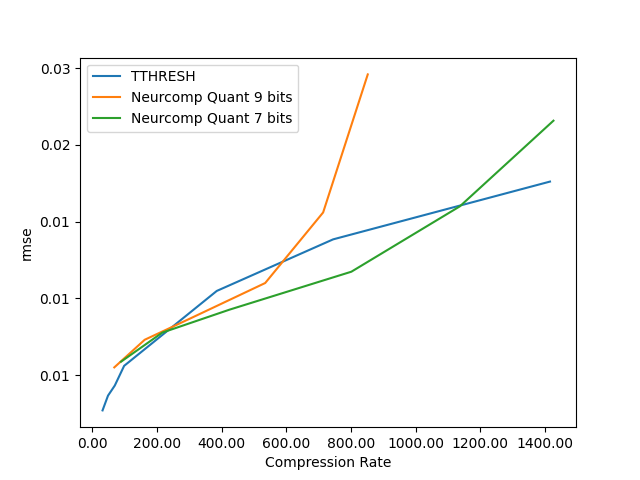 TTHRESH
Neurcomp Quant 9 bits
Neurcomp Quant 7 bits
rmse
0.03
0.02
0.01
0.01
0.01
0.00 200.00 400.00 600.00 800.00 1000.00 1200.00 1400.00
Compression Rate